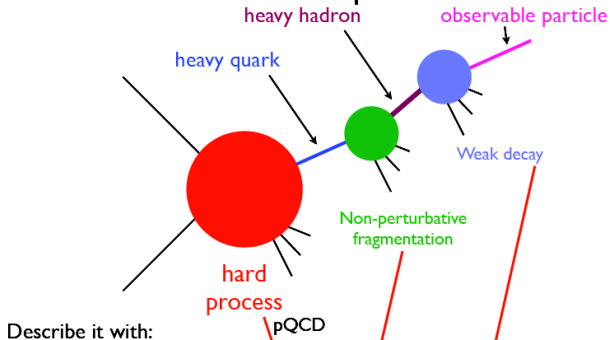 heavy hadron
observable particle
heavy quark
Weak decay
Non-perturbative
fragmentation
hard
process
pQCD
Describe it with: